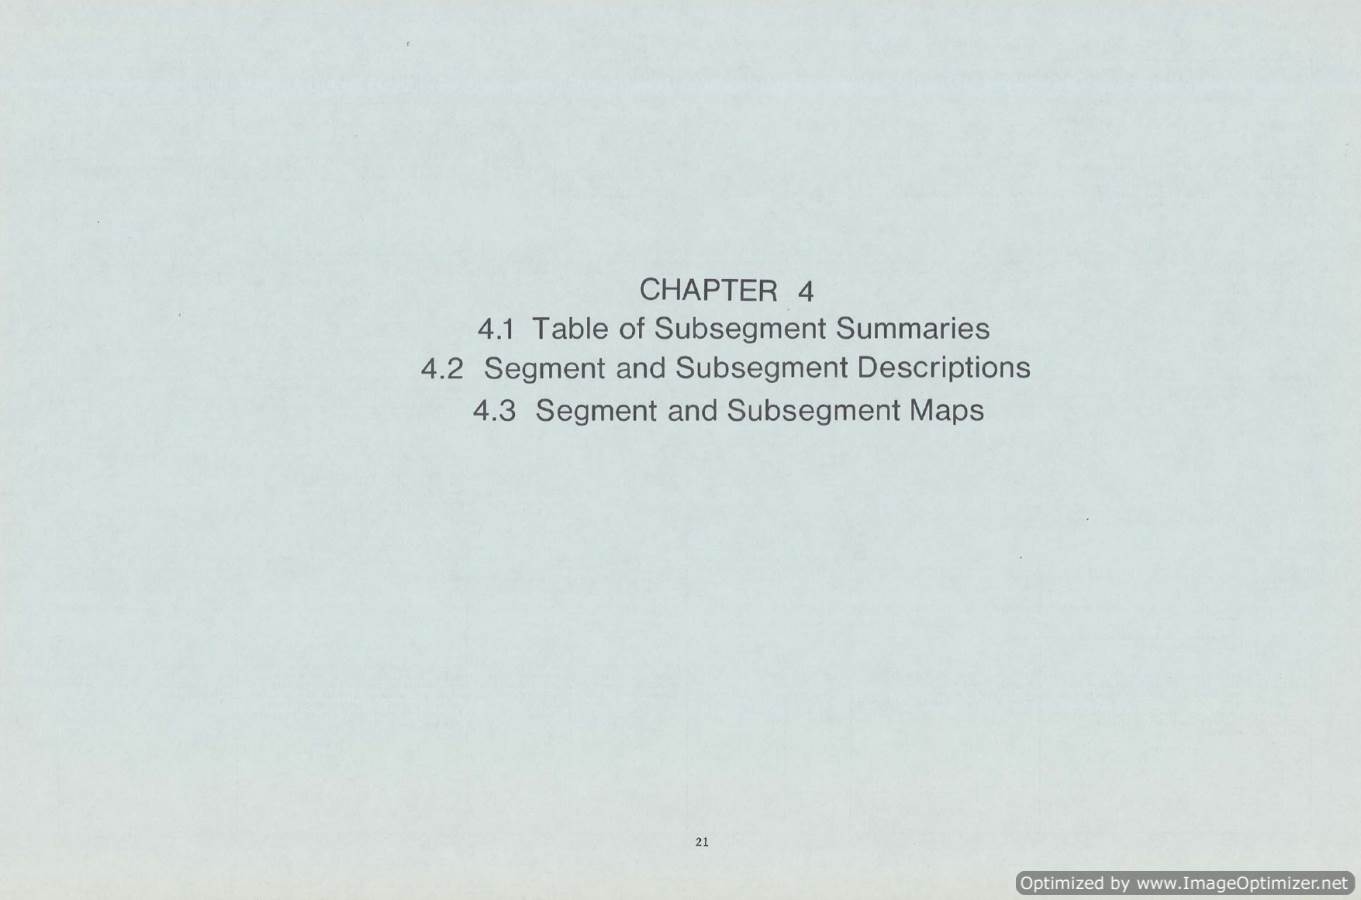 CHAPTER 4
4.1 Table of Subsegment Summaries
4.2 Segment and Subsegment Descriptions
4.3 Segment and Subsegment Maps
21
Optimized by www.ImageOptimizer.net